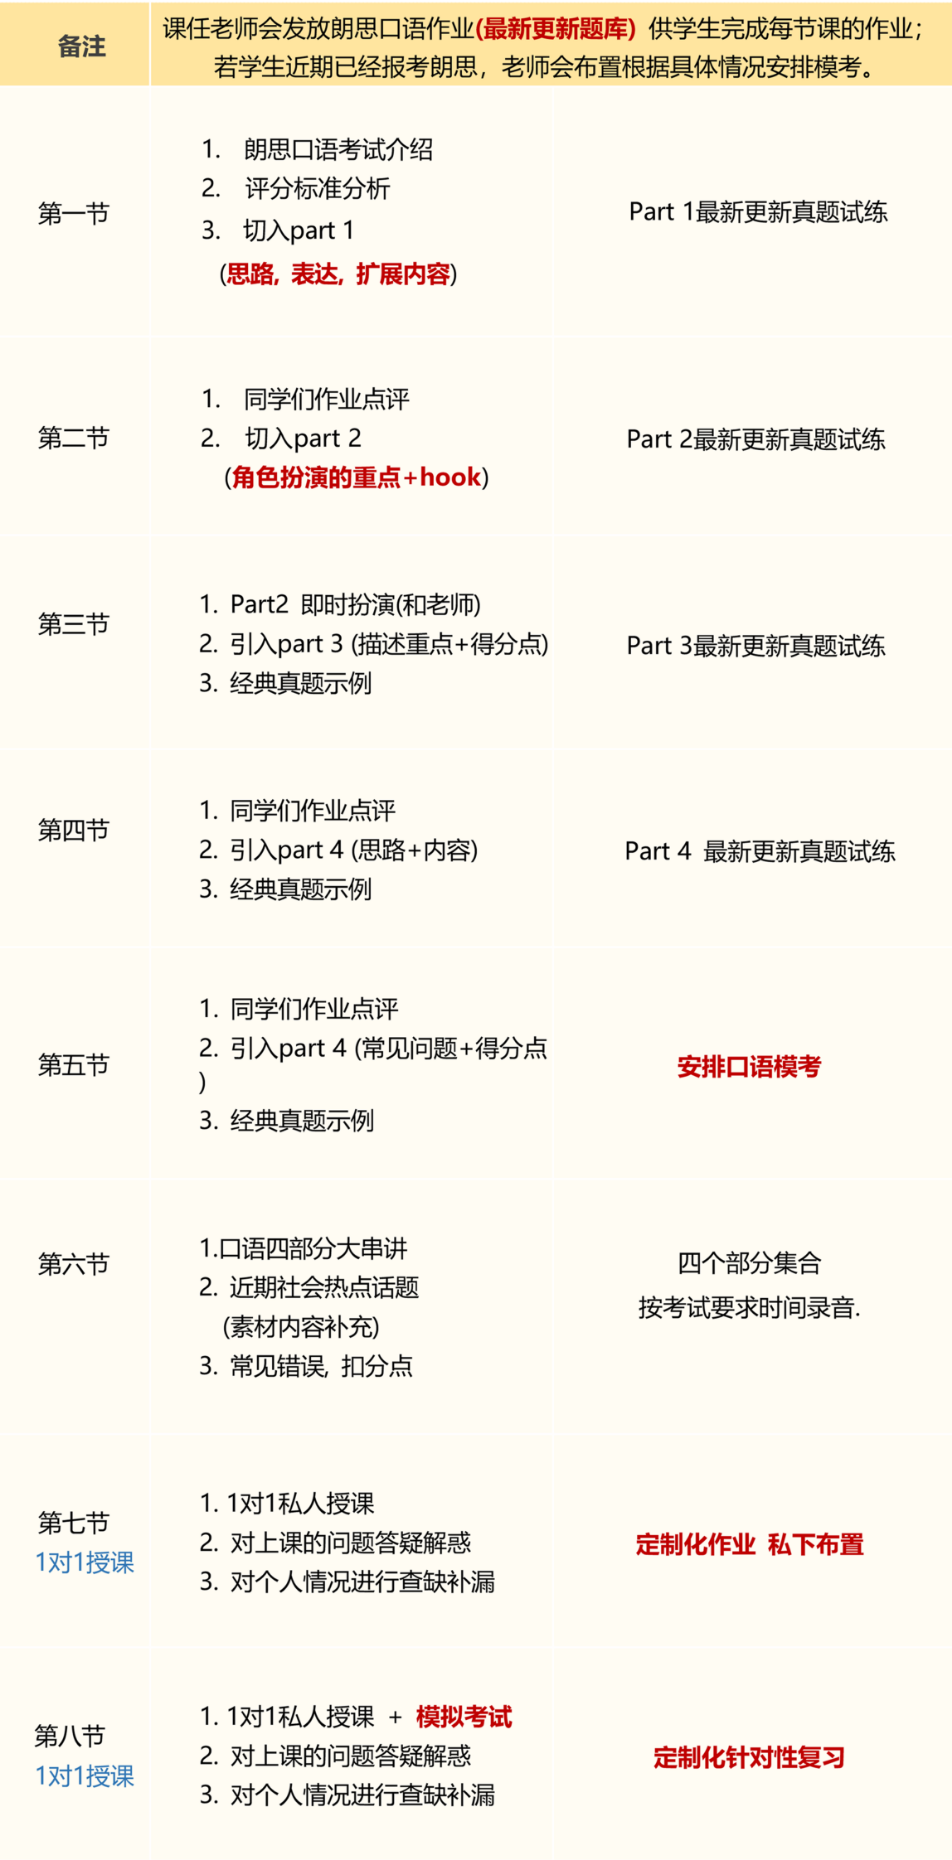 备注
课任老师会发放朗思口语作业(最新更新题库) 供学生完成每节课的作业；
若学生近期已经报考朗思，老师会布置根据具体情况安排模考。
第一节
1. 朗思口语考试介绍
2. 评分标准分析
3. 切入part 1
(思路, 表达, 扩展内容)
Part 1最新更新真题试练
第二节
1. 同学们作业点评
2. 切入part 2
(角色扮演的重点+hook)
Part 2最新更新真题试练
第三节
1. Part2 即时扮演(和老师)
2. 引入part 3 (描述重点+得分点)
3. 经典真题示例
Part 3最新更新真题试练
第四节
1. 同学们作业点评
2. 引入part 4 (思路+内容)
3. 经典真题示例
Part 4 最新更新真题试练
第五节
1. 同学们作业点评
2. 引入part 4 (常见问题+得分点
)
3. 经典真题示例
安排口语模考
第六节
1.口语四部分大串讲
2. 近期社会热点话题
(素材内容补充)
3. 常见错误, 扣分点
四个部分集合
按考试要求时间录音.
第七节
1对1授课
1. 1对1私人授课
2. 对上课的问题答疑解惑
3. 对个人情况进行查缺补漏
定制化作业 私下布置
第八节
1对1授课
1. 1对1私人授课 + 模拟考试
2. 对上课的问题答疑解惑
3. 对个人情况进行查缺补漏
定制化针对性复习